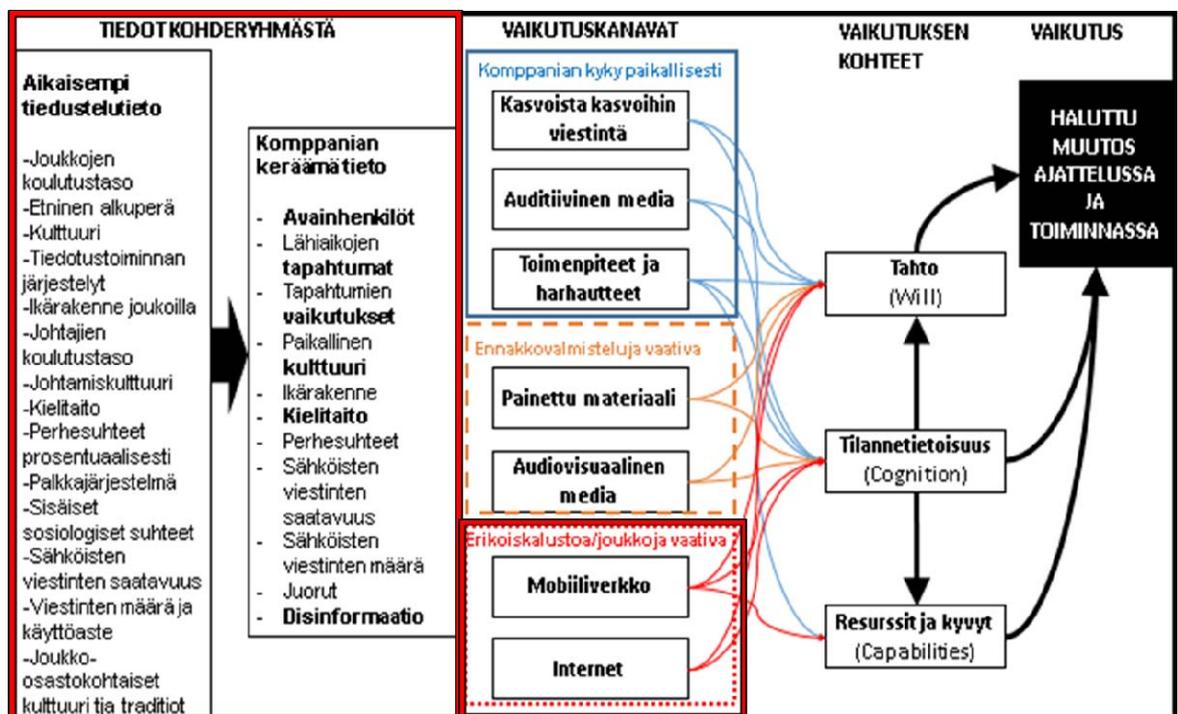 TIEDOT KOHDERYHMÄSTÄ
Aikaisempi
tiedustelutieto
-Joukkojen
koulutustaso
-Etninen alkuperä
-Kulttuuri
-Tiedotustoiminnan
järjestelyt
-Ikärakenne joukoilla
-Johtajien
koulutustaso
-Johtamiskulttuuri
-Kielitaito
-Perhesuhteet
prosentuaalisesti
-Palkkajärjestelmä
-Sisäiset
sosiologiset suhteet
-Sähköisten
viestinten saatavuus
-Viestinten määrä ja
käyttöaste
-Joukko-
osastokohtaiset
kulttuuri tja traditiot
Komppanian
keräämä tieto
- Avainhenkilöt
- Lähiaikojen
tapahtumat
- Tapahtumien
vaikutukset
- Paikallinen
kulttuuri
- Ikärakenne
- Kielitaito
- Perhesuhteet
- Sähköisten
viestinten
saatavuus
- Sähköisten
viestinten määrä
- Juorut
- Disinformaatio
VAIKUTUSKANAVAT
Komppanian kyky paikallisesti
Kasvoista kasvoihin
viestintä
Auditiivinen media
Toimenpiteet ja
harhautteet
Ennakkovalmisteluja vaativa
Painettu materiaali
Audiovisuaalinen
media
Erikoiskalustoa/joukkoja vaativa
Mobiiliverkko
Internet
VAIKUTUKSEN
KOHTEET
Tahto
(Will)
Tilannetietoisuus
(Cognition)
Resurssit ja kyvyt
(Capabilities)
VAIKUTUS
HALUTTU
MUUTOS
AJATTELUSSA
JA
TOIMINNASSA